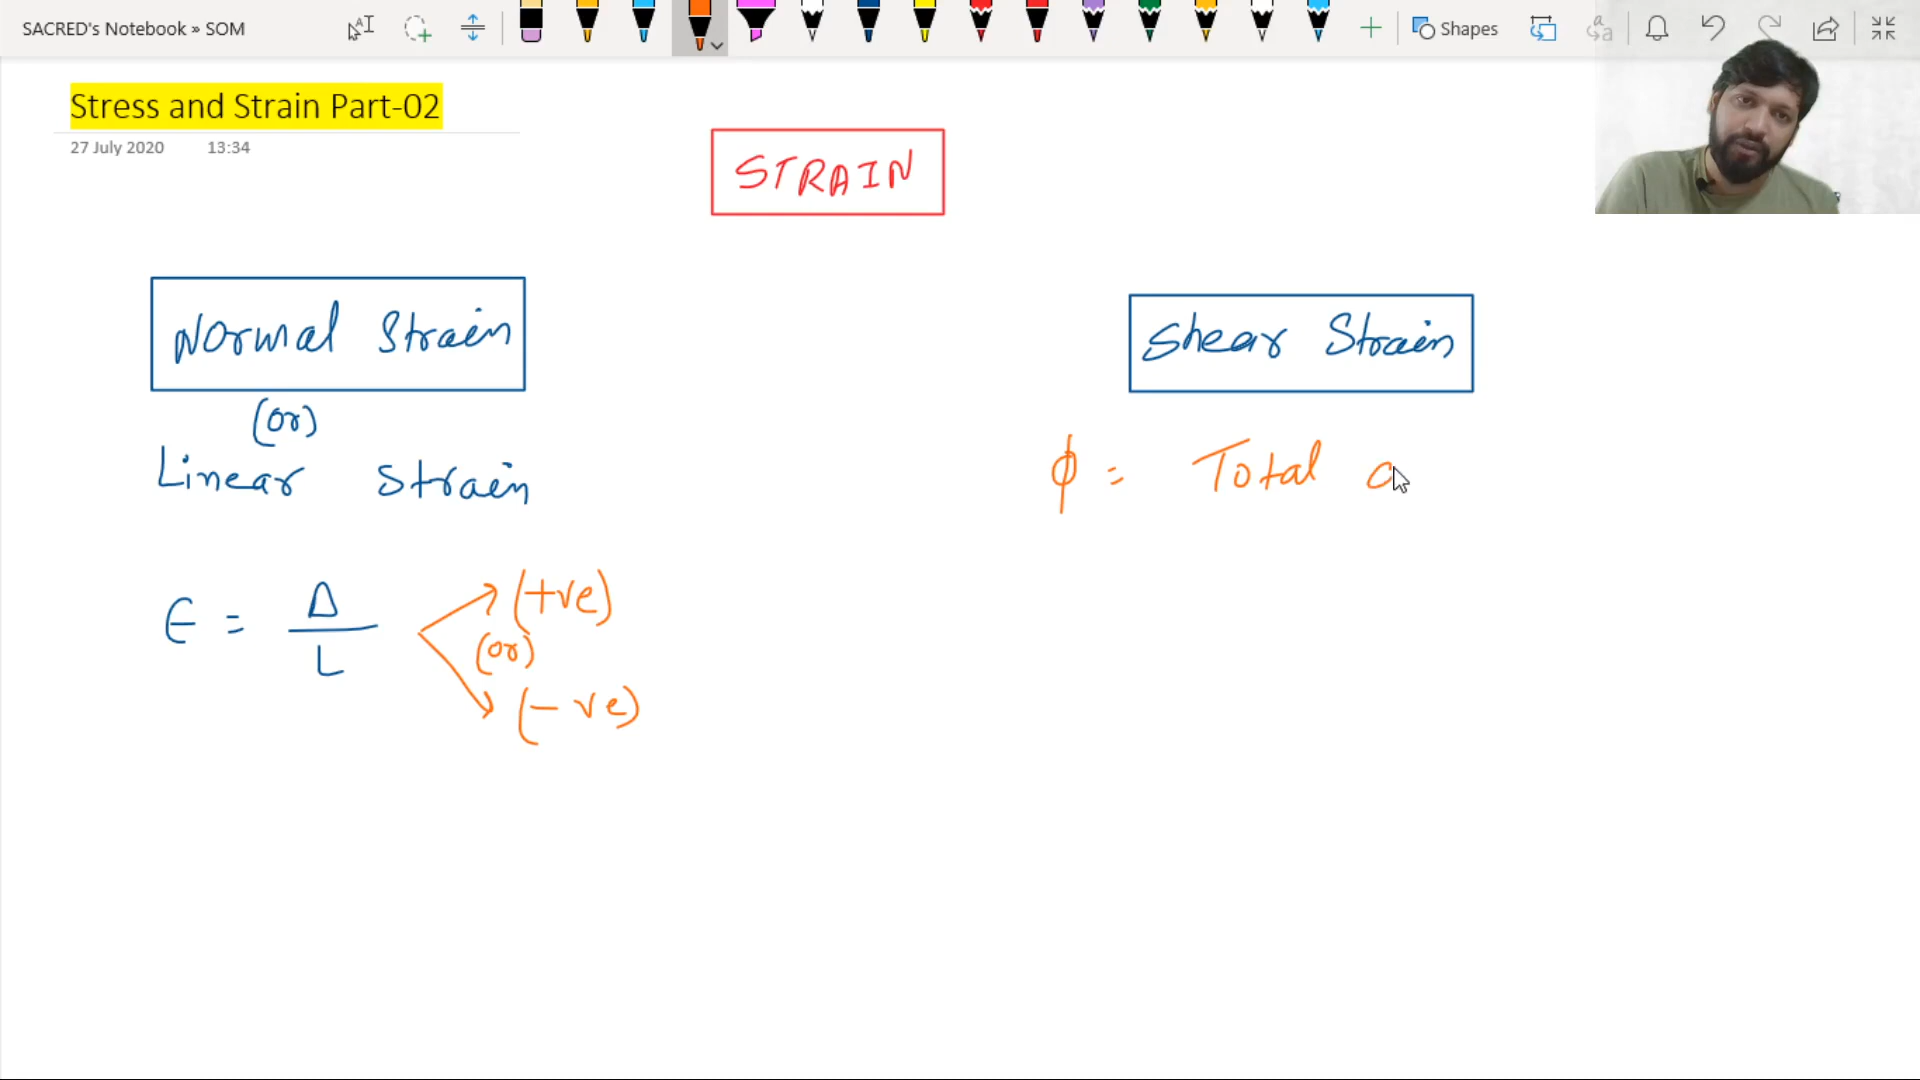 SACRED's Notebook » SOM
Shapes
Stress and Strain Part-02
27 July 2020 13:34
STRAIN
Normal Strain
(or)
Linear Strain
Shear Strain
ϕ = Total
ϵ = Δ / L
(+ve)
(or)
(-ve)